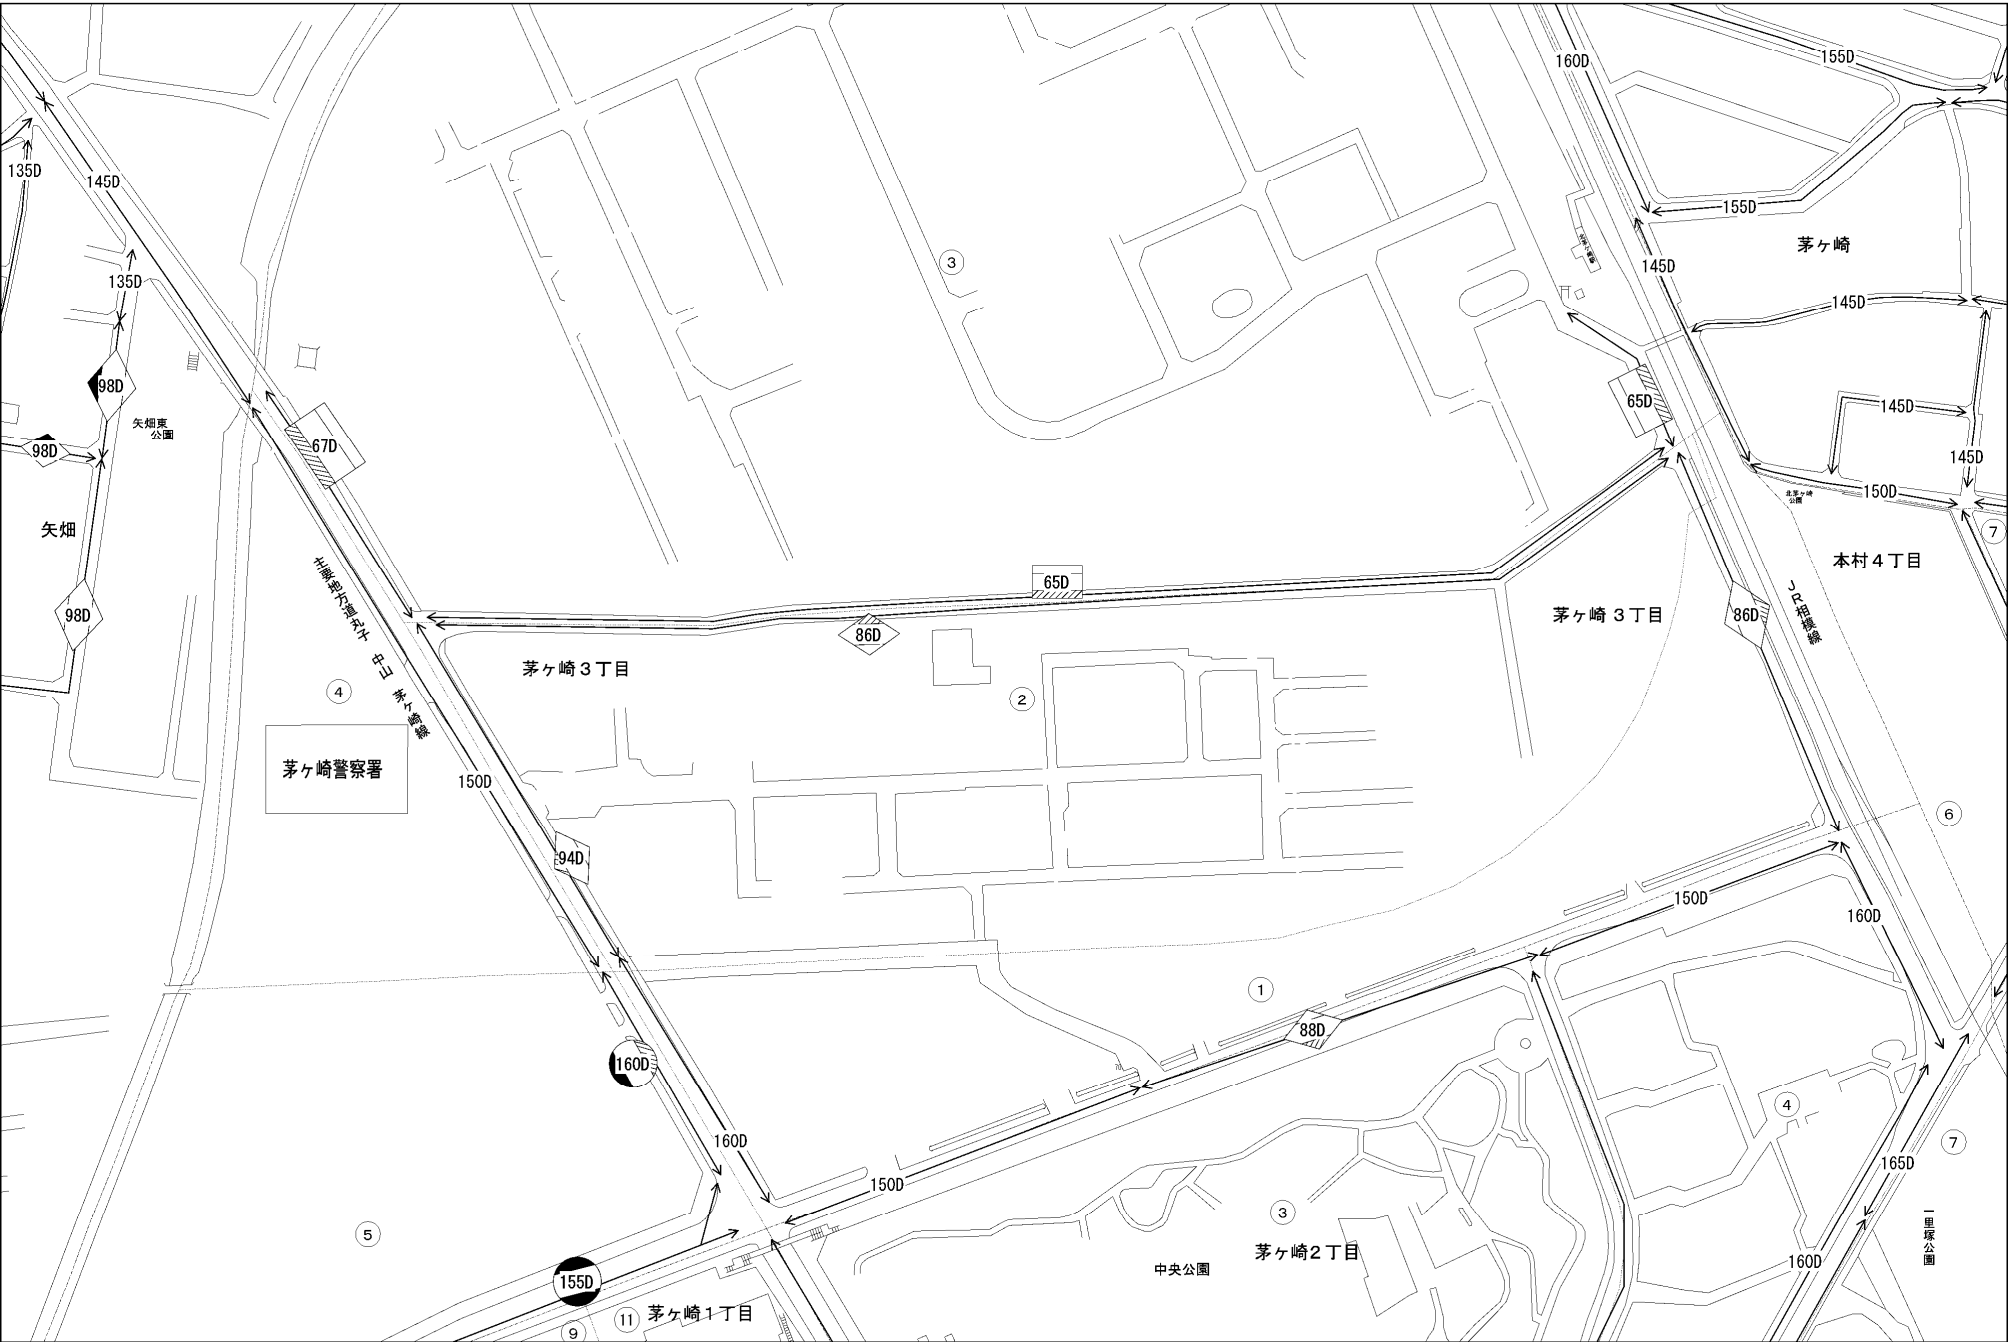 160D
155D
135D
145D
155D
茅ヶ崎
③
145D
135D
145D
98D
65D
145D
矢畑東
公園
67D
98D
145D
150D
北茅ヶ崎
公園
矢畑
⑦
本村４丁目
主要地方道丸子 中山 茅ヶ崎線
65D
JR相模線
98D
86D
茅ヶ崎３丁目
86D
茅ヶ崎３丁目
④
②
茅ヶ崎警察署
150D
⑥
94D
150D
160D
①
88D
160D
④
160D
⑦
165D
150D
③
⑤
一里塚公園
茅ヶ崎２丁目
中央公園
160D
155D
⑪
茅ヶ崎１丁目
⑨